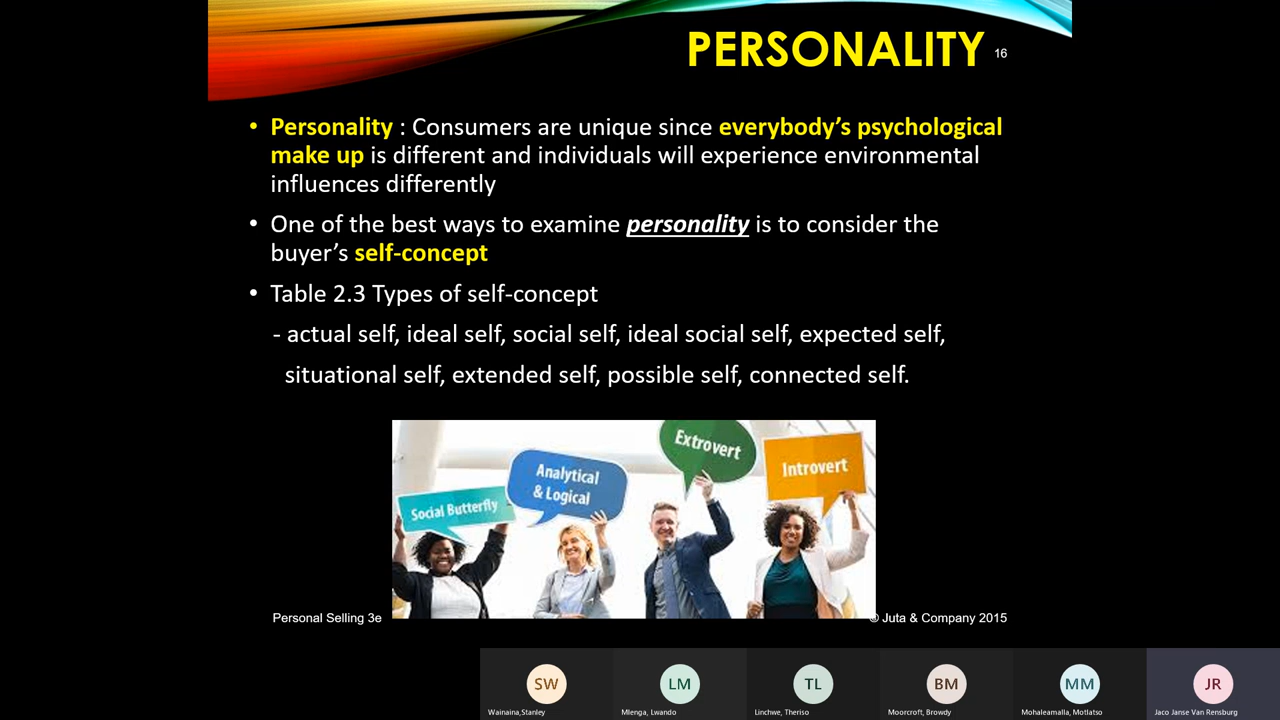 PERSONALITY 16
• Personality : Consumers are unique since everybody’s psychological
make up is different and individuals will experience environmental
influences differently
• One of the best ways to examine personality is to consider the
buyer’s self-concept
• Table 2.3 Types of self-concept
- actual self, ideal self, social self, ideal social self, expected self,
situational self, extended self, possible self, connected self.
Social Butterfly
Analytical
& Logical
Extrovert
Introvert
Personal Selling 3e
© Juta & Company 2015
SW
LM
TL
BM
MM
JR
Wainaina,Stanley
Mlenga, Lwando
Linchwe, Theriso
Moorcroft, Browdy
Mohaleamalla, Motlatso
Jaco Janse Van Rensburg